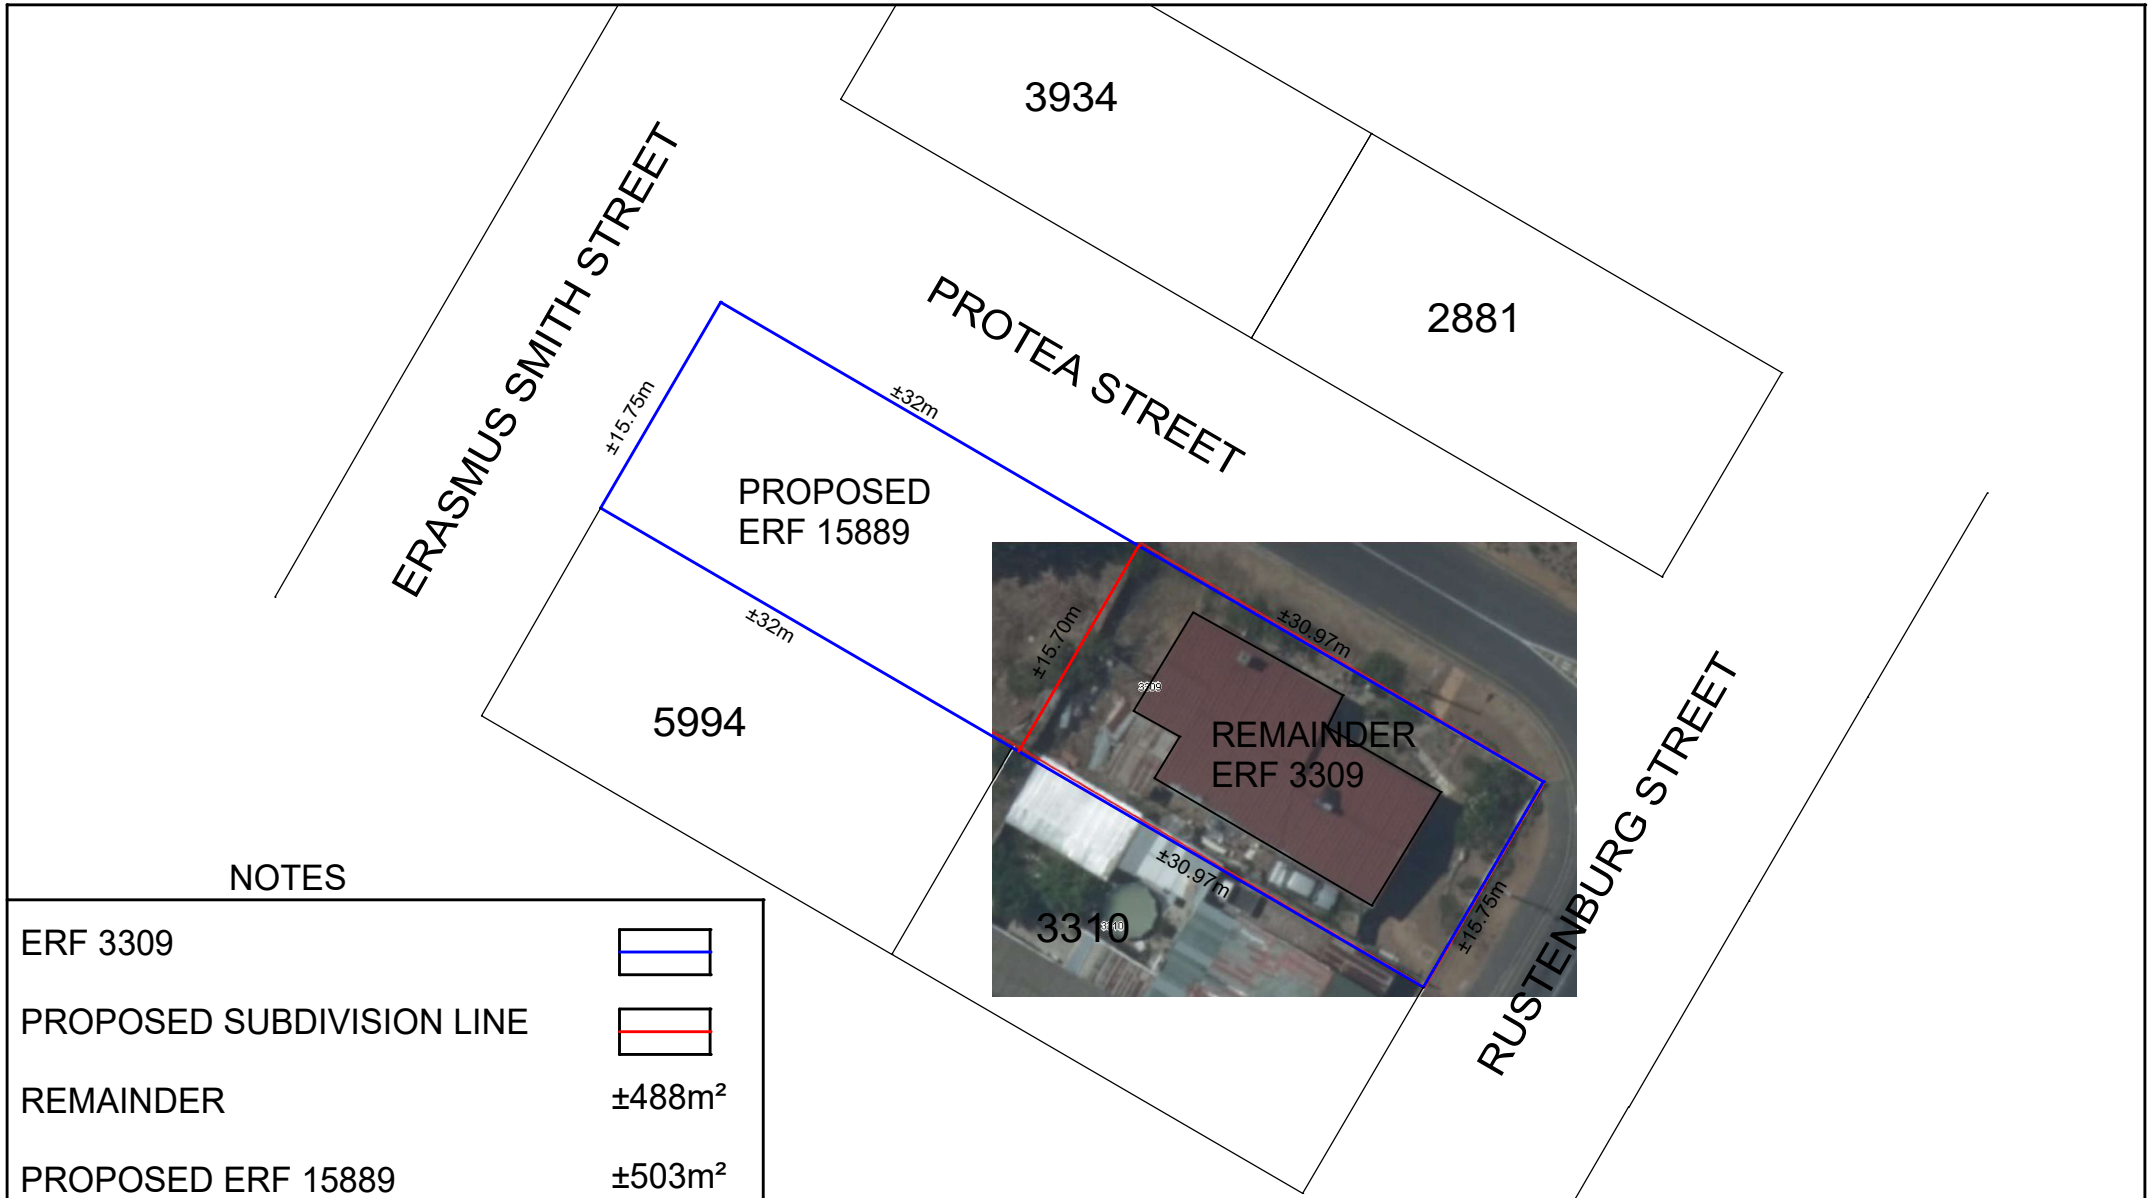 3934
2881
ERASMUS SMITH STREET
PROTEA STREET
±15.75m
±32m
PROPOSED
ERF 15889
±32m
±15.70m
±30.97m
3309
REMAINDER
ERF 3309
5994
±30.97m
±15.75m
3310
3310
RUSTENBURG STREET
NOTES
ERF 3309
PROPOSED SUBDIVISION LINE
REMAINDER ±488m²
PROPOSED ERF 15889 ±503m²